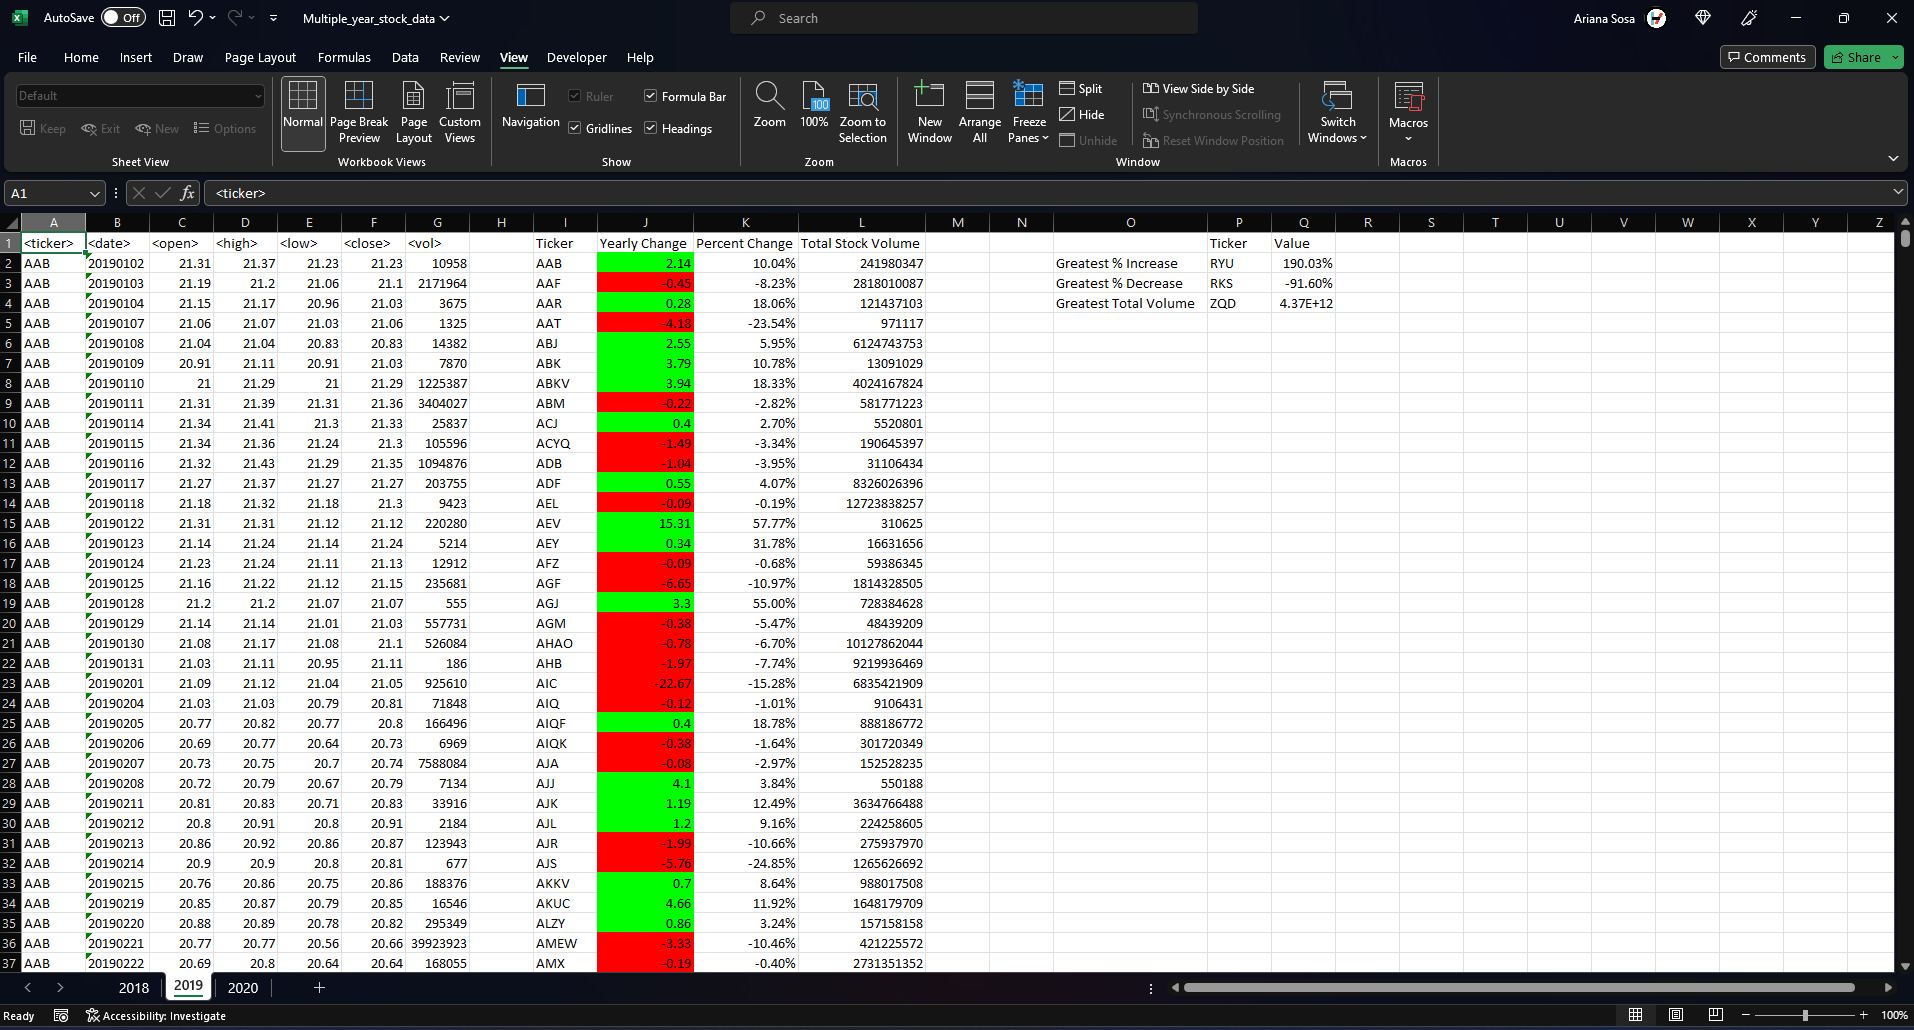 AutoSave Off Multiple_year_stock_data Search Ariana Sosa
File Home Insert Draw Page Layout Formulas Data Review View Developer Help Comments Share
Default
Keep Exit New Options
Sheet View
Normal Page Break Preview Page Layout Custom Views
Workbook Views
Navigation Ruler Formula Bar
Gridlines Headings
Show
Zoom 100% Zoom to Selection
Zoom
New Window Arrange All Freeze Panes Split Hide Unhide
View Side by Side
Synchronous Scrolling
Reset Window Position
Switch Windows
Window
Macros
Macros
A1 fx <ticker>
A B C D E F G H I J K L M N O P Q R S T U V W X Y Z
1 <ticker> <date> <open> <high> <low> <close> <vol> Ticker Yearly Change Percent Change Total Stock Volume Ticker Value
2 AAB 20190102 21.31 21.37 21.23 21.23 10958 AAB 2.14 10.04% 241980347 Greatest % Increase RYU 190.03%
3 AAB 20190103 21.19 21.2 21.06 21.1 2171964 AAF -0.45 -8.23% 2818010087 Greatest % Decrease RKS -91.60%
4 AAB 20190104 21.15 21.17 20.96 21.03 3675 AAR 0.28 18.06% 121437103 Greatest Total Volume ZQD 4.37E+12
5 AAB 20190107 21.06 21.07 21.03 21.06 1325 AAT -4.18 -23.54% 971117
6 AAB 20190108 21.04 21.04 20.83 20.83 14382 ABJ 2.55 5.95% 6124743753
7 AAB 20190109 20.91 21.11 20.91 21.03 7870 ABK 3.79 10.78% 13091029
8 AAB 20190110 21 21.29 21 21.29 1225387 ABKV 3.94 18.33% 4024167824
9 AAB 20190111 21.31 21.39 21.31 21.36 3404027 ABM -0.22 -2.82% 581771223
10 AAB 20190114 21.34 21.41 21.3 21.33 25837 ACJ 0.4 2.70% 5520801
11 AAB 20190115 21.34 21.36 21.24 21.3 105596 ACYQ -1.49 -3.34% 190645397
12 AAB 20190116 21.32 21.43 21.29 21.35 1094876 ADB -1.04 -3.95% 31106434
13 AAB 20190117 21.27 21.37 21.27 21.27 203755 ADF 0.55 4.07% 8326026396
14 AAB 20190118 21.18 21.32 21.18 21.3 9423 AEL -0.09 -0.19% 12723838257
15 AAB 20190122 21.31 21.31 21.12 21.12 220280 AEV 15.31 57.77% 310625
16 AAB 20190123 21.14 21.24 21.14 21.24 5214 AEY 0.34 31.78% 16631656
17 AAB 20190124 21.23 21.24 21.11 21.13 12912 AFZ -0.09 -0.68% 59386345
18 AAB 20190125 21.16 21.22 21.12 21.15 235681 AGF -6.65 -10.97% 1814328505
19 AAB 20190128 21.2 21.2 21.07 21.07 555 AGJ 3.3 55.00% 728384628
20 AAB 20190129 21.14 21.14 21.01 21.03 557731 AGM -0.38 -5.47% 48439209
21 AAB 20190130 21.08 21.17 21.08 21.1 526084 AHAO -0.78 -6.70% 10127862044
22 AAB 20190131 21.03 21.11 20.95 21.11 186 AHB -1.97 -7.74% 9219936469
23 AAB 20190201 21.09 21.12 21.04 21.05 925610 AIC -22.67 -15.28% 6835421909
24 AAB 20190204 21.03 21.03 20.79 20.81 71848 AIQ -0.12 -1.01% 9106431
25 AAB 20190205 20.77 20.82 20.77 20.8 166496 AIQF 0.4 18.78% 888186772
26 AAB 20190206 20.69 20.77 20.64 20.73 6969 AIQK -0.38 -1.64% 301720349
27 AAB 20190207 20.73 20.75 20.7 20.74 7588084 AJA -0.08 -2.97% 152528235
28 AAB 20190208 20.72 20.79 20.67 20.79 7134 AJJ 4.1 3.84% 550188
29 AAB 20190211 20.81 20.83 20.71 20.83 33916 AJK 1.19 12.49% 3634766488
30 AAB 20190212 20.8 20.91 20.8 20.91 2184 AJL 1.2 9.16% 224258605
31 AAB 20190213 20.86 20.92 20.86 20.87 123943 AJR -1.99 -10.66% 275937970
32 AAB 20190214 20.9 20.9 20.8 20.81 677 AJS -5.76 -24.85% 1265626692
33 AAB 20190215 20.76 20.86 20.75 20.86 188376 AKKV 0.7 8.64% 988017508
34 AAB 20190219 20.85 20.87 20.79 20.85 16546 AKUC 4.66 11.92% 1648179709
35 AAB 20190220 20.88 20.89 20.78 20.82 295349 ALZY 0.86 3.24% 157158158
36 AAB 20190221 20.77 20.77 20.56 20.66 39923923 AMEW -3.33 -10.46% 421225572
37 AAB 20190222 20.69 20.8 20.64 20.64 168055 AMX -0.19 -0.40% 2731351352
2018 2019 2020
Ready Accessibility: Investigate 100%